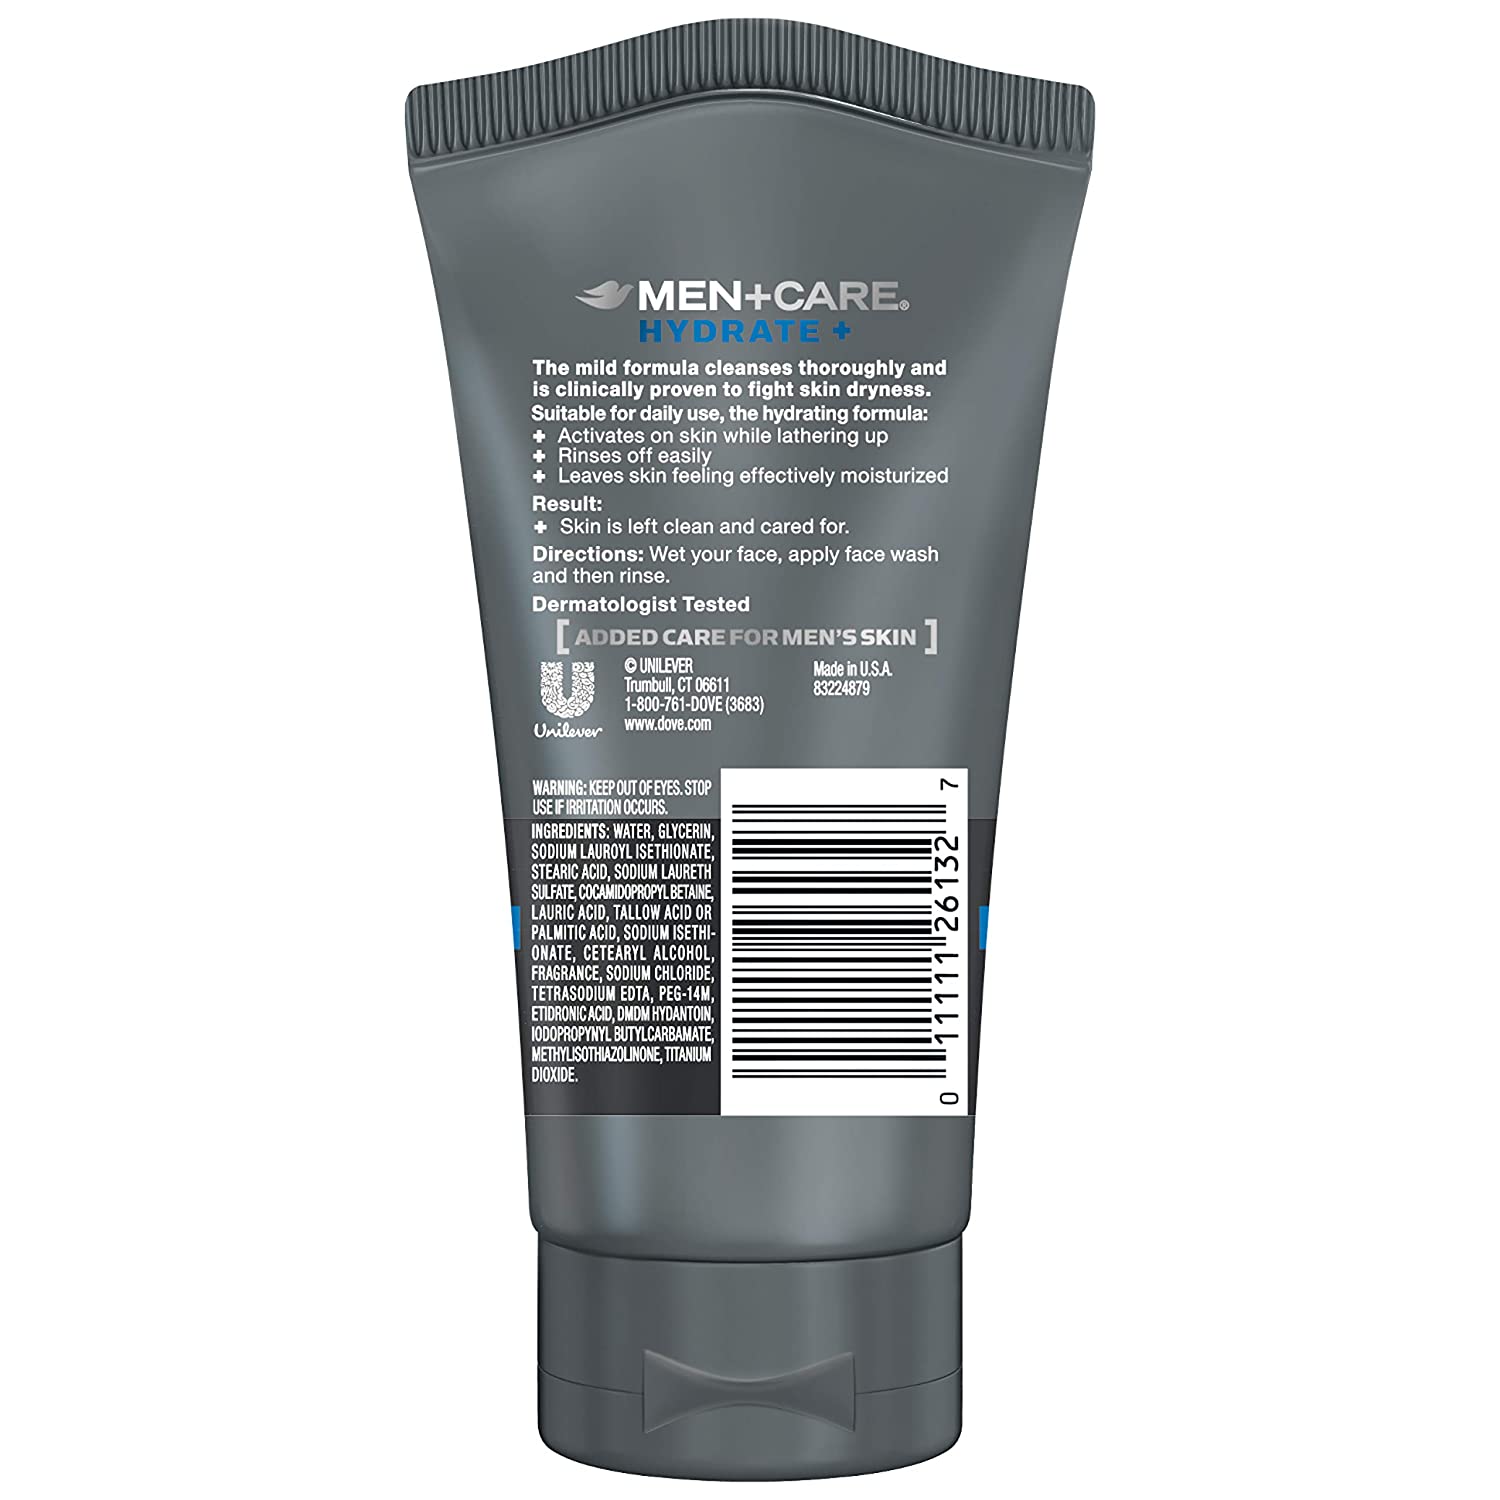 MEN+CARE®
HYDRATE +
The mild formula cleanses thoroughly and
is clinically proven to fight skin dryness.
Suitable for daily use, the hydrating formula:
+ Activates on skin while lathering up
+ Rinses off easily
+ Leaves skin feeling effectively moisturized
Result:
+ Skin is left clean and cared for.
Directions: Wet your face, apply face wash
and then rinse.
Dermatologist Tested
[ADDED CARE FOR MEN'S SKIN]
Unilever
© UNILEVER
Trumbull, CT 06611
1-800-761-DOVE (3683)
www.dove.com
Made in U.S.A.
83224879
WARNING: KEEP OUT OF EYES. STOP
USE IF IRRITATION OCCURS.
INGREDIENTS: WATER, GLYCERIN,
SODIUM LAUROYL ISETHIONATE,
STEARIC ACID, SODIUM LAURETH
SULFATE, COCAMIDOPROPYL BETAINE,
LAURIC ACID, TALLOW ACID OR
PALMITIC ACID, SODIUM ISETHI-
ONATE, CETEARYL ALCOHOL,
FRAGRANCE, SODIUM CHLORIDE,
TETRASODIUM EDTA, PEG-14M,
ETIDRONIC ACID, DMDM HYDANTOIN,
IODOPROPYNYL BUTYLCARBAMATE,
METHYLISOTHIAZOLINONE, TITANIUM
DIOXIDE.
0 11111 26132 7